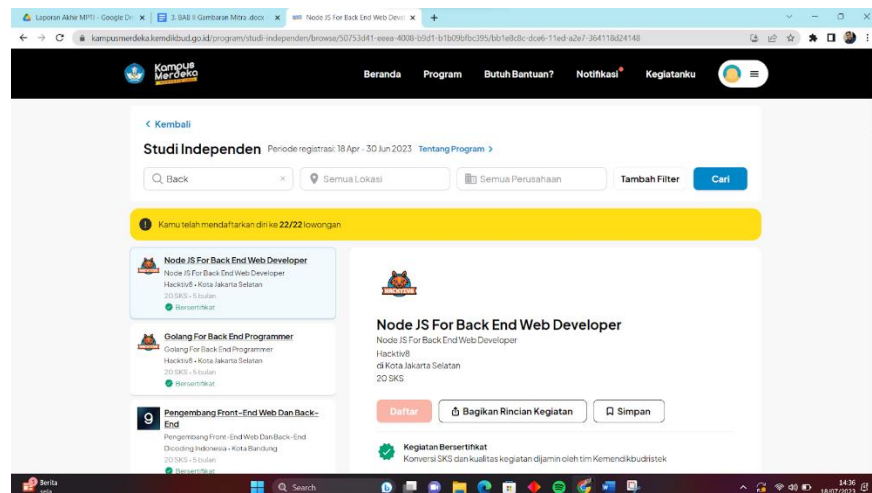 Laporan Akhir MPTI - Google Dri
3. BAB II Gambaran Mitra .docx
Node JS For Back End Web Devel
kampusmerdeka.kemdikbud.go.id/program/studi-independen/browse/50753d41-eeea-4008-b9d1-b1b09bfbc395/bb1e8c8c-dce6-11ed-a2e7-364118d24148
Kampus Merdeka
Beranda Program Butuh Bantuan? Notifikasi Kegiatanku
Kembali
Studi Independen Periode registrasi: 18 Apr - 30 Jun 2023 Tentang Program
Back
Semua Lokasi
Semua Perusahaan
Tambah Filter
Cari
Kamu telah mendaftarkan diri ke 22/22 lowongan
Node JS For Back End Web Developer
Node JS For Back End Web Developer
Hacktiv8 • Kota Jakarta Selatan
20 SKS • 5 bulan
Bersertifikat
Golang For Back End Programmer
Golang For Back End Programmer
Hacktiv8 • Kota Jakarta Selatan
20 SKS • 5 bulan
Bersertifikat
9
Pengembang Front-End Web Dan Back-
End
Pengembang Front-End Web Dan Back-End
Dicoding Indonesia • Kota Bandung
20 SKS • 5 bulan
Bersertifikat
HACKTIV8
Node JS For Back End Web Developer
Node JS For Back End Web Developer
Hacktiv8
di Kota Jakarta Selatan
20 SKS
Daftar
Bagikan Rincian Kegiatan
Simpan
Kegiatan Bersertifikat
Konversi SKS dan kualitas kegiatan dijamin oleh tim Kemendikbudristek
Berita
sela
Search
14:36
18/07/2023